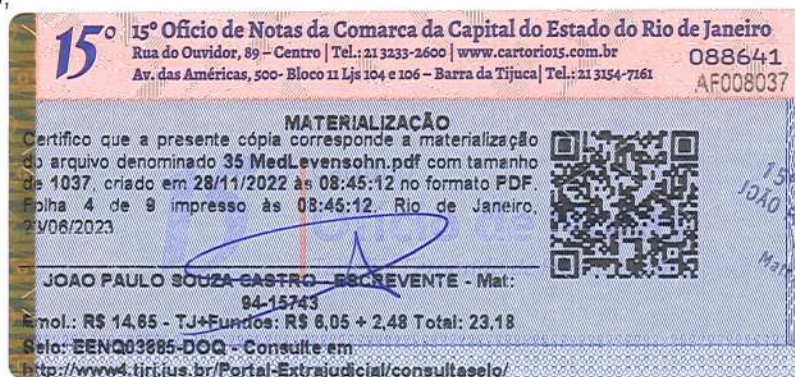 15º 15º Ofício de Notas da Comarca da Capital do Estado do Rio de Janeiro
Rua do Ouvidor, 89 – Centro | Tel.: 21 3233-2600 | www.cartorio15.com.br
Av. das Américas, 500- Bloco 11 Ljs 104 e 106 – Barra da Tijuca| Tel.: 21 3154-7161
088641
AF008037
MATERIALIZAÇÃO
Certifico que a presente cópia corresponde a materialização
do arquivo denominado 35 MedLevensohn.pdf com tamanho
de 1037, criado em 28/11/2022 às 08:45:12 no formato PDF.
Folha 4 de 9 impresso às 08:45:12. Rio de Janeiro,
23/06/2023
JOAO PAULO SOUZA CASTRO - ESCREVENTE - Mat:
94-15743
Emol.: R$ 14,65 - TJ+Fundos: R$ 6,05 + 2,48 Total: 23,18
Selo: EENQ03885-DOQ - Consulte em
http://www4.tjrj.jus.br/Portal-Extrajudicial/consultaselo/
15
JOÃO
Mat